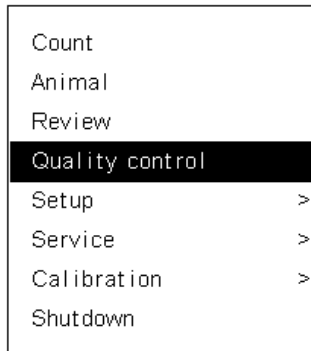 Count
Animal
Review
Quality control
Setup >
Service >
Calibration >
Shutdown